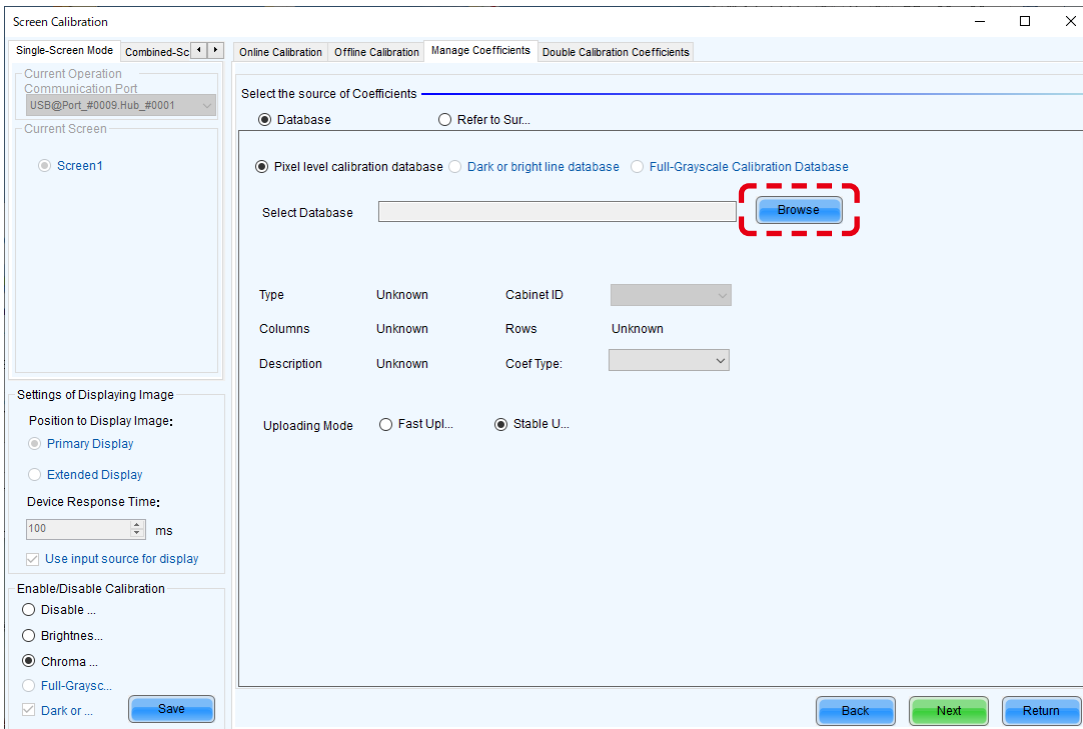 Screen Calibration
Single-Screen Mode
Combined-Sc
Current Operation
Communication Port
USB@Port_#0009.Hub_#0001
Current Screen
Screen1
Settings of Displaying Image
Position to Display Image:
Primary Display
Extended Display
Device Response Time:
100 ms
Use input source for display
Enable/Disable Calibration
Disable ...
Brightnes...
Chroma ...
Full-Graysc...
Dark or ...
Save
Online Calibration
Offline Calibration
Manage Coefficients
Double Calibration Coefficients
Select the source of Coefficients
Database
Refer to Sur...
Pixel level calibration database
Dark or bright line database
Full-Grayscale Calibration Database
Select Database
Browse
Type Unknown Cabinet ID
Columns Unknown Rows Unknown
Description Unknown Coef Type:
Uploading Mode Fast Upl... Stable U...
Back
Next
Return